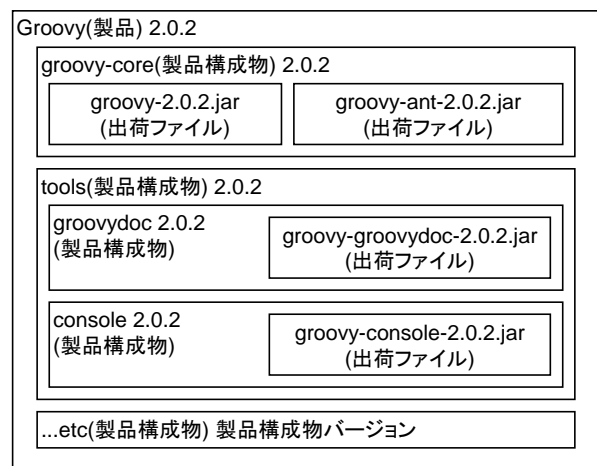 Groovy(製品) 2.0.2
groovy-core(製品構成物) 2.0.2
groovy-2.0.2.jar
(出荷ファイル)
groovy-ant-2.0.2.jar
(出荷ファイル)
tools(製品構成物) 2.0.2
groovydoc 2.0.2
(製品構成物)
groovy-groovydoc-2.0.2.jar
(出荷ファイル)
console 2.0.2
(製品構成物)
groovy-console-2.0.2.jar
(出荷ファイル)
...etc(製品構成物) 製品構成物バージョン